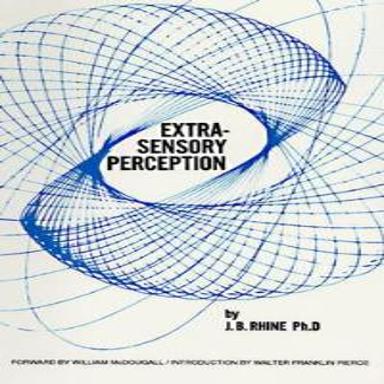 EXTRA-
SENSORY
PERCEPTION
by
J.B. RHINE Ph.D
FORWARD BY WILLIAM McDOUGALL / INTRODUCTION BY WALTER FRANKLIN PIERCE